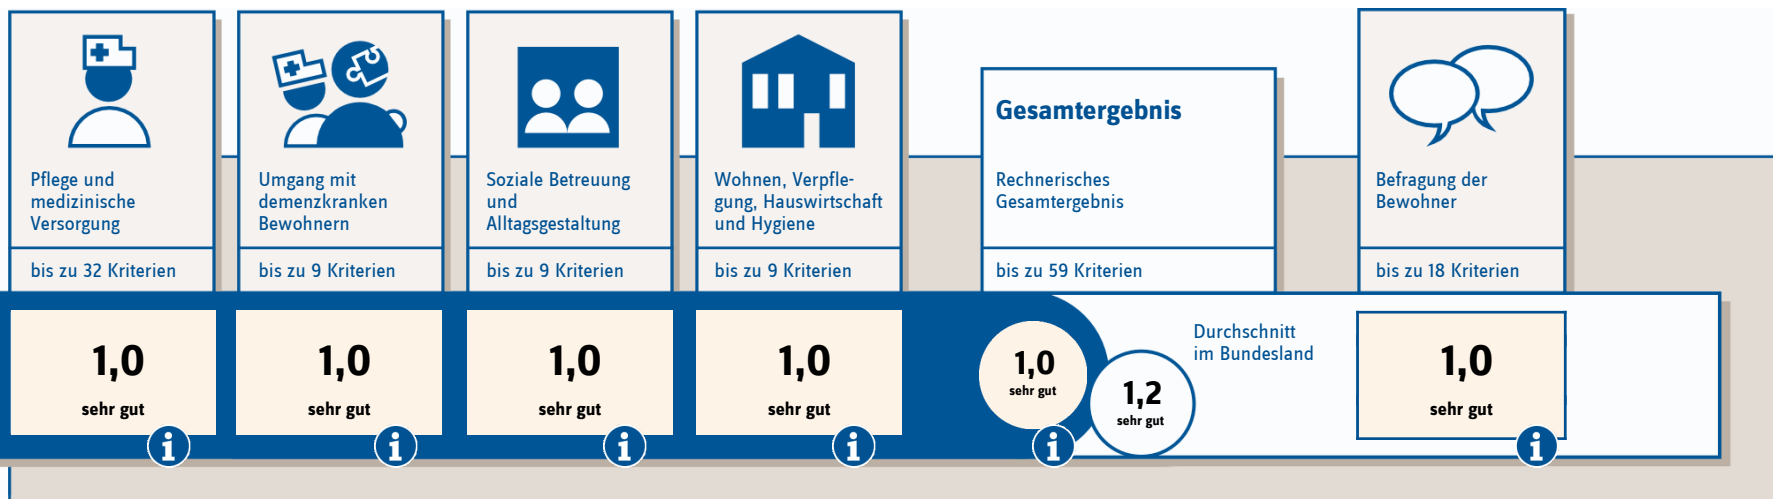 Pflege und
medizinische
Versorgung
bis zu 32 Kriterien
1,0
sehr gut
i
Umgang mit
demenzkranken
Bewohnern
bis zu 9 Kriterien
1,0
sehr gut
i
Soziale Betreuung
und
Alltagsgestaltung
bis zu 9 Kriterien
1,0
sehr gut
i
Wohnen, Verpfle-
gung, Hauswirtschaft
und Hygiene
bis zu 9 Kriterien
1,0
sehr gut
i
Gesamtergebnis
Rechnerisches
Gesamtergebnis
bis zu 59 Kriterien
1,0
sehr gut
i
1,2
sehr gut
Durchschnitt
im Bundesland
Befragung der
Bewohner
bis zu 18 Kriterien
1,0
sehr gut
i